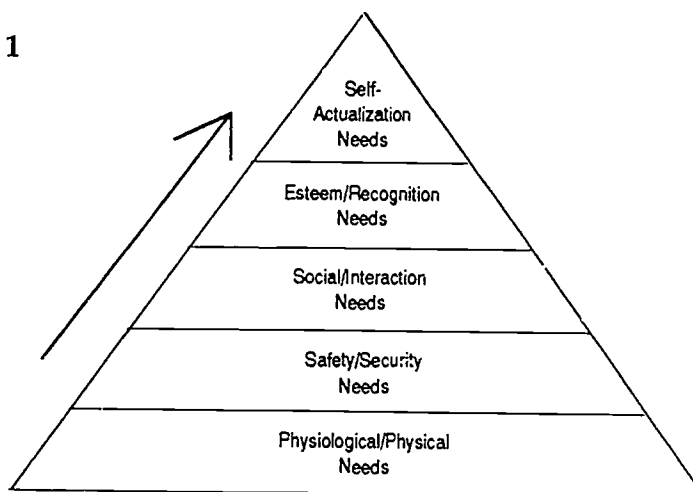 1
Self-
Actualization
Needs
Esteem/Recognition
Needs
Social/Interaction
Needs
Safety/Security
Needs
Physiological/Physical
Needs